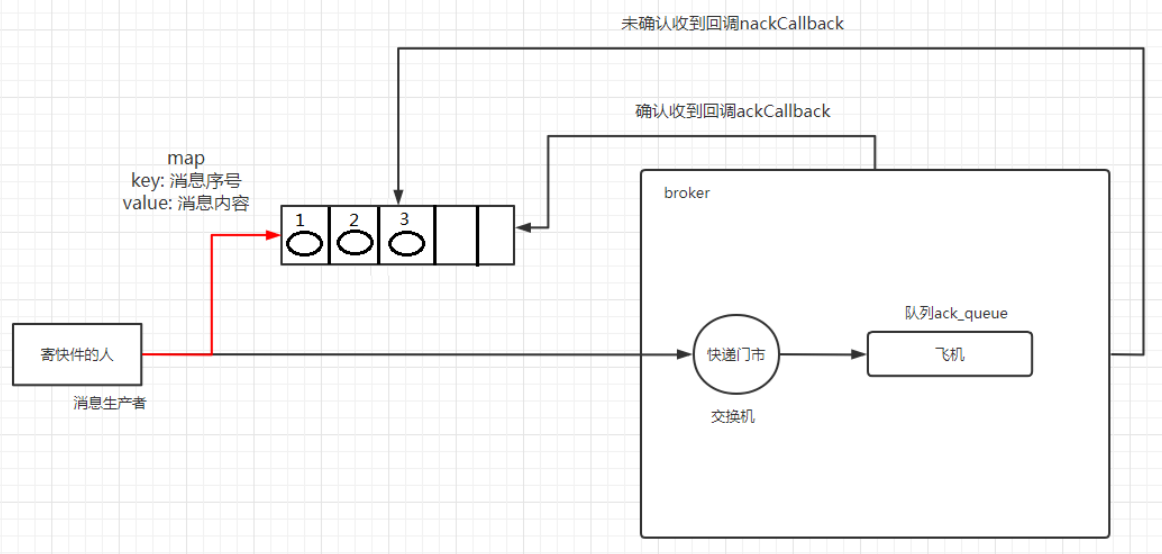 未确认收到回调nackCallback
确认收到回调ackCallback
map
key: 消息序号
value: 消息内容
broker
1
2
3
队列ack_queue
寄快件的人
快递门市
飞机
消息生产者
交换机